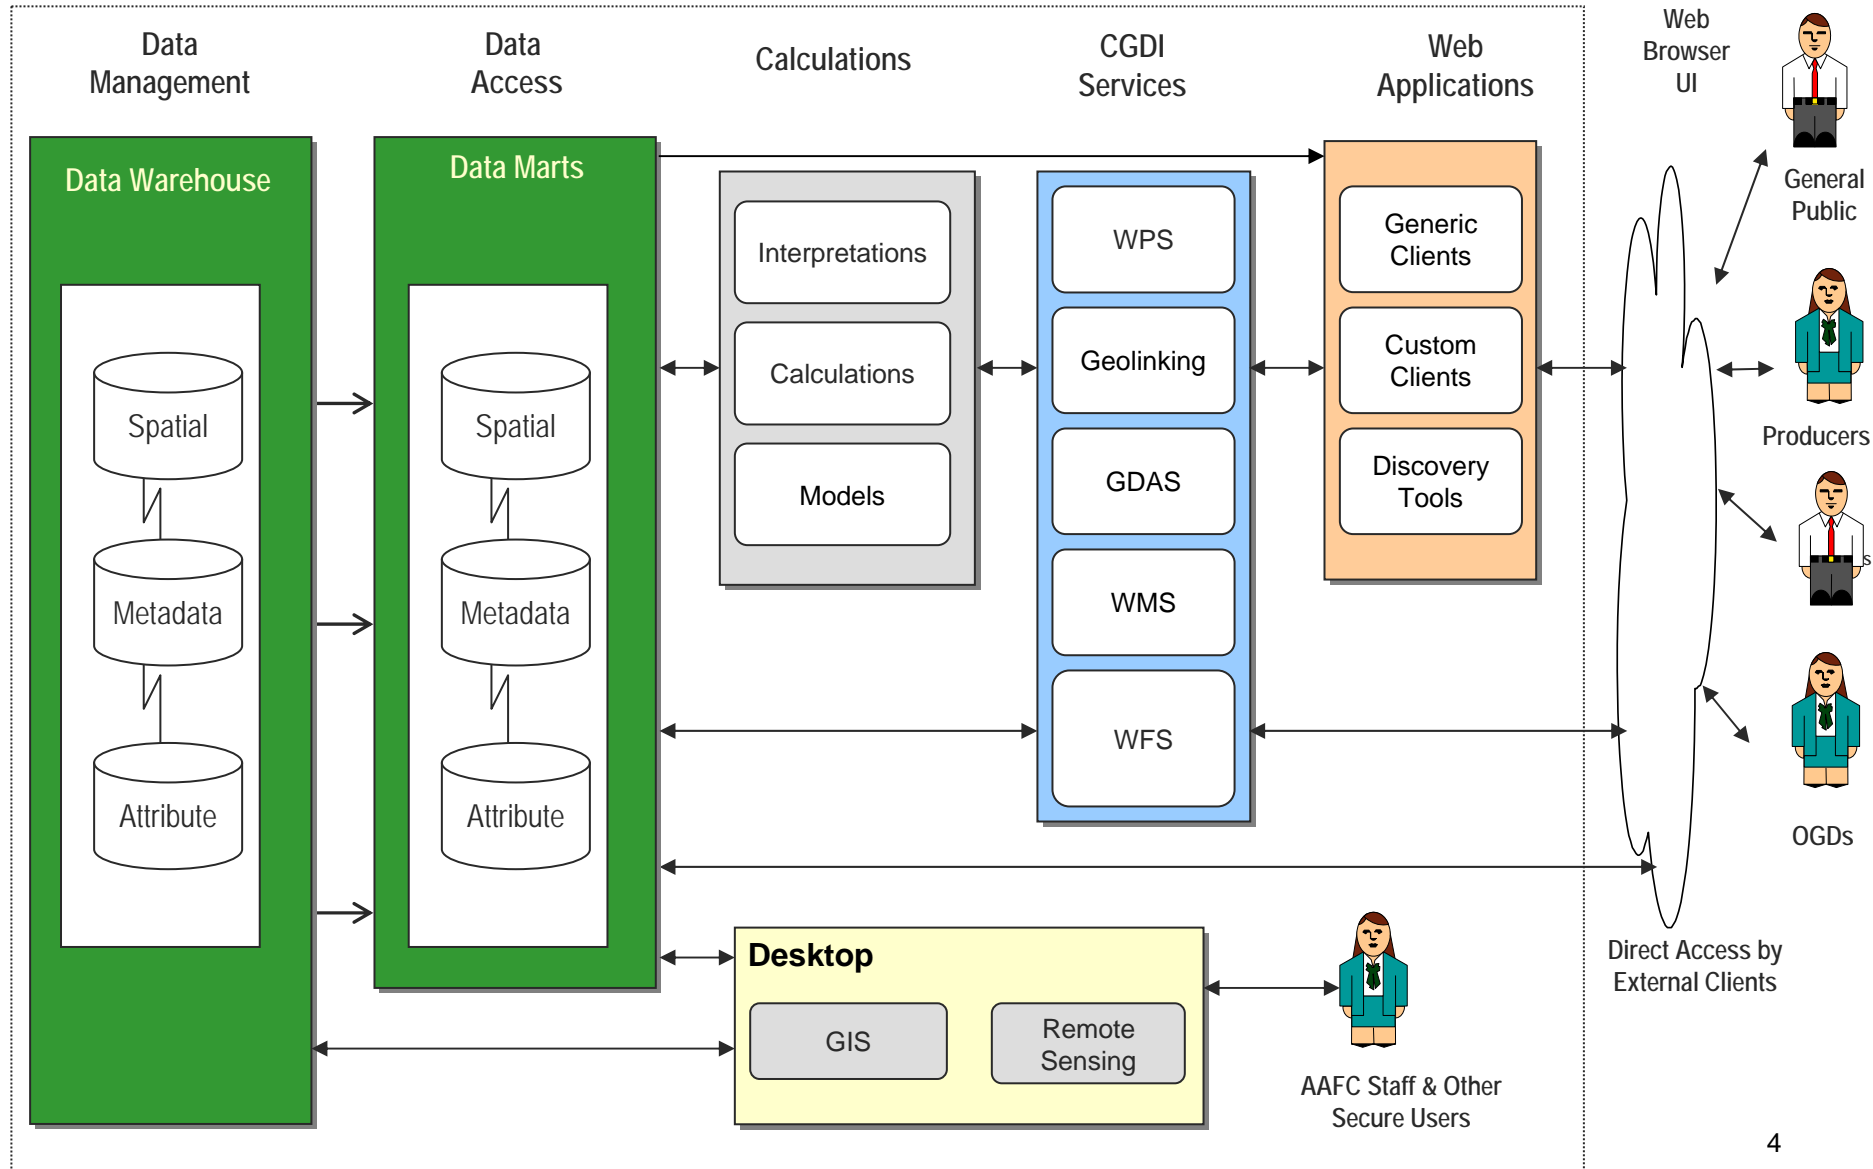 Data
Management
Data
Access
Calculations
CGDI
Services
Web
Applications
Web
Browser
UI
Data Warehouse
Spatial
Metadata
Attribute
Data Marts
Spatial
Metadata
Attribute
Interpretations
Calculations
Models
WPS
Geolinking
GDAS
WMS
WFS
Generic
Clients
Custom
Clients
Discovery
Tools
General
Public
Producers
s
OGDs
Direct Access by
External Clients
Desktop
GIS
Remote
Sensing
AAFC Staff & Other
Secure Users
4